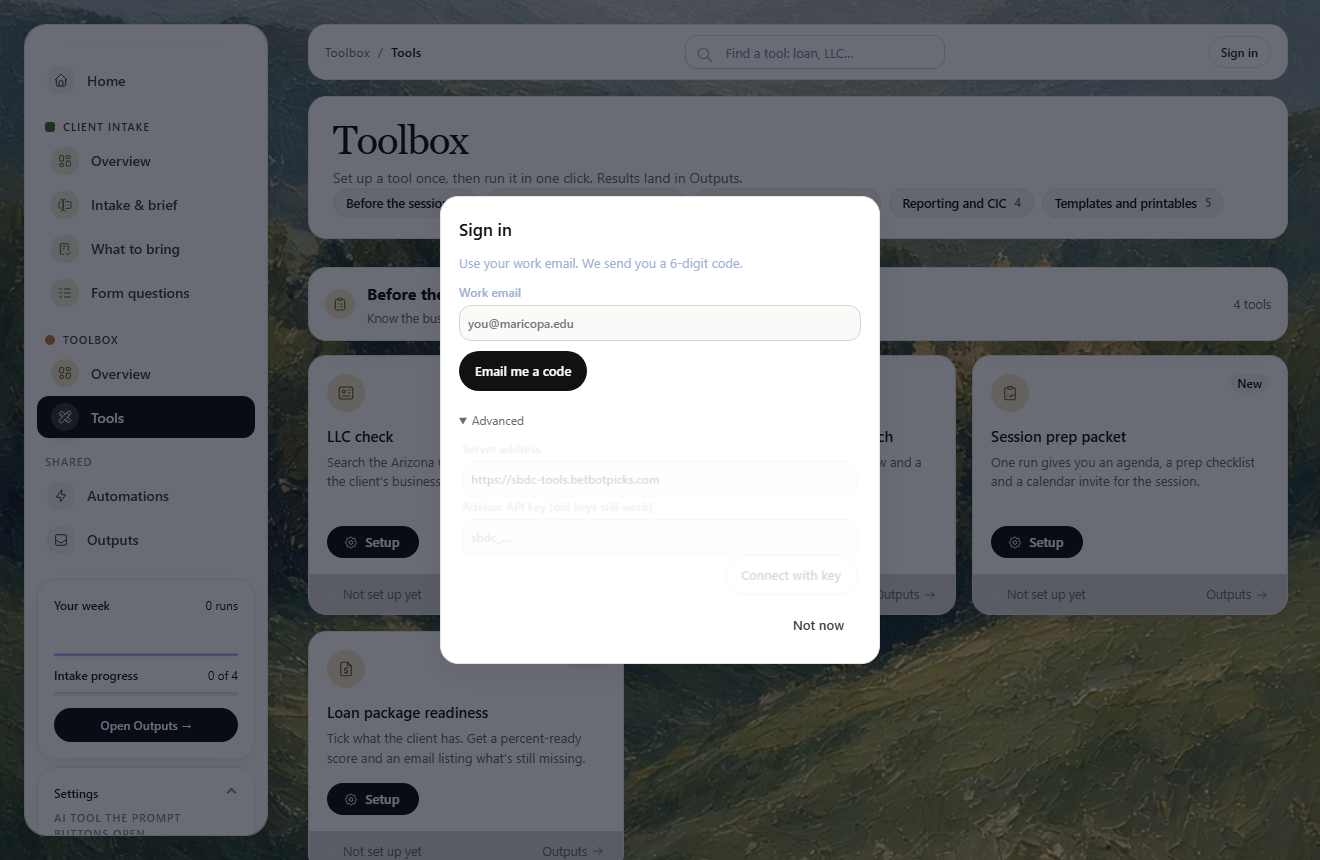 Home
CLIENT INTAKE
Overview
Intake & brief
What to bring
Form questions
TOOLBOX
Overview
Tools
SHARED
Automations
Outputs
Your week 0 runs
Intake progress 0 of 4
Open Outputs →
Settings
AI TOOL THE PROMPT
BUTTONS OPEN
Toolbox / Tools
Find a tool: loan, LLC...
Sign in
Toolbox
Set up a tool once, then run it in one click. Results land in Outputs.
Before the session
Reporting and CIC 4
Templates and printables 5
Before the
Know the bus
4 tools
LLC check
Search the Arizona
the client's business
Setup
Not set up yet
ch
w and a
Outputs →
New
Session prep packet
One run gives you an agenda, a prep checklist
and a calendar invite for the session.
Setup
Not set up yet Outputs →
Loan package readiness
Tick what the client has. Get a percent-ready
score and an email listing what's still missing.
Setup
Not set up yet Outputs →
Sign in
Use your work email. We send you a 6-digit code.
Work email
you@maricopa.edu
Email me a code
▼ Advanced
Server address
https://sbdc-tools.betbotpicks.com
Advisor API key (old keys still work)
sbdc_...
Connect with key
Not now